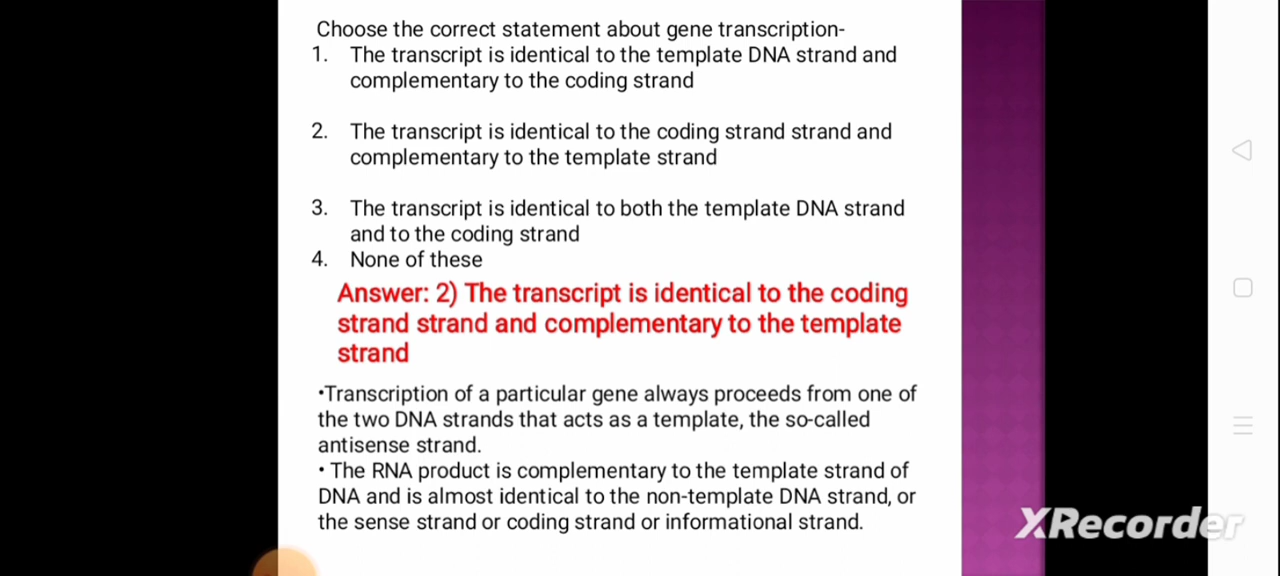 Choose the correct statement about gene transcription-
1. The transcript is identical to the template DNA strand and
complementary to the coding strand
2. The transcript is identical to the coding strand strand and
complementary to the template strand
3. The transcript is identical to both the template DNA strand
and to the coding strand
4. None of these
Answer: 2) The transcript is identical to the coding
strand strand and complementary to the template
strand
•Transcription of a particular gene always proceeds from one of
the two DNA strands that acts as a template, the so-called
antisense strand.
• The RNA product is complementary to the template strand of
DNA and is almost identical to the non-template DNA strand, or
the sense strand or coding strand or informational strand.
XRecorder